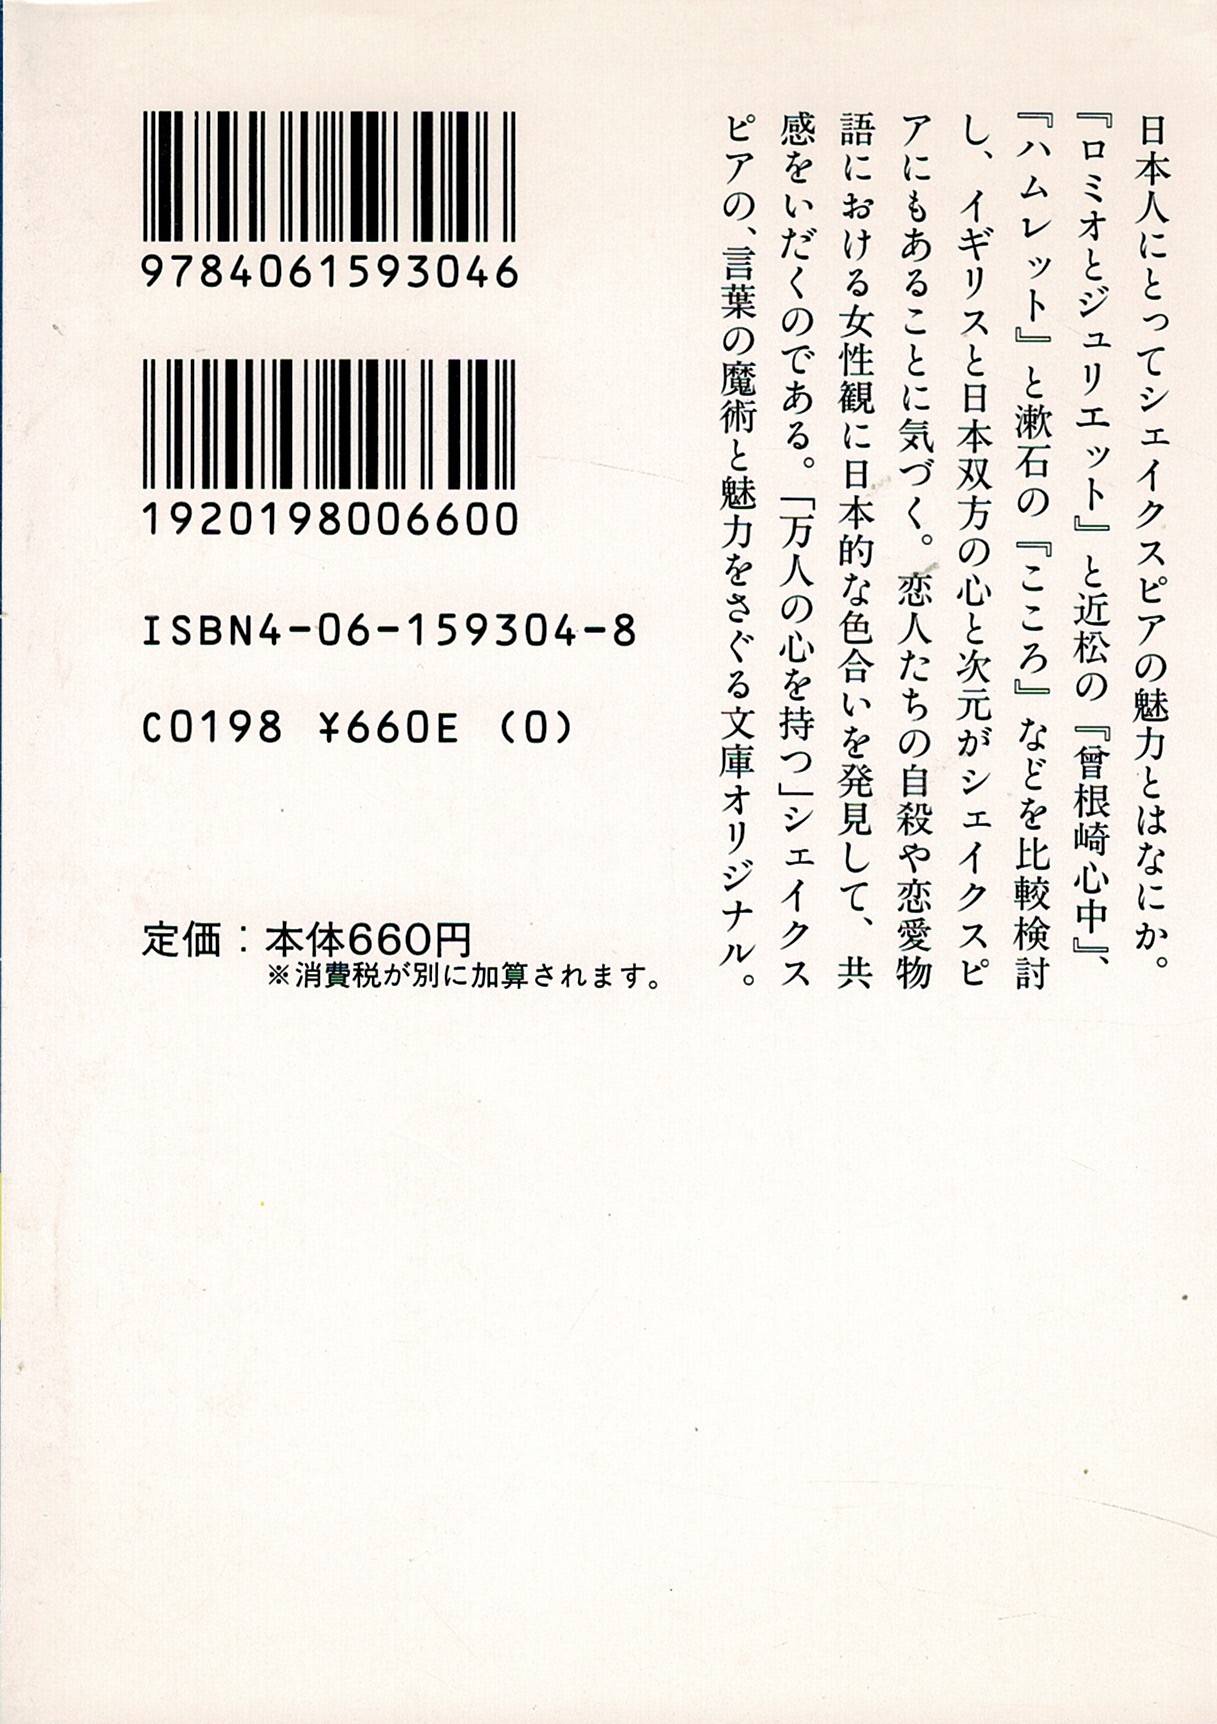 日本人にとってシェイクスピアの魅力とはなにか。
『ロミオとジュリエット』と近松の『曾根崎心中』、
『ハムレット』と漱石の『こころ』などを比較検討
し、イギリスと日本双方の心と次元がシェイクスピ
アにもあることに気づく。恋人たちの自殺や恋愛物
語における女性観に日本的な色合いを発見して、共
感をいだくのである。「万人の心を持つ」シェイクス
ピアの、言葉の魔術と魅力をさぐる文庫オリジナル。
9784061593046
1920198006600
ISBN4-06-159304-8
C0198 ¥660E (0)
定価：本体660円
※消費税が別に加算されます。